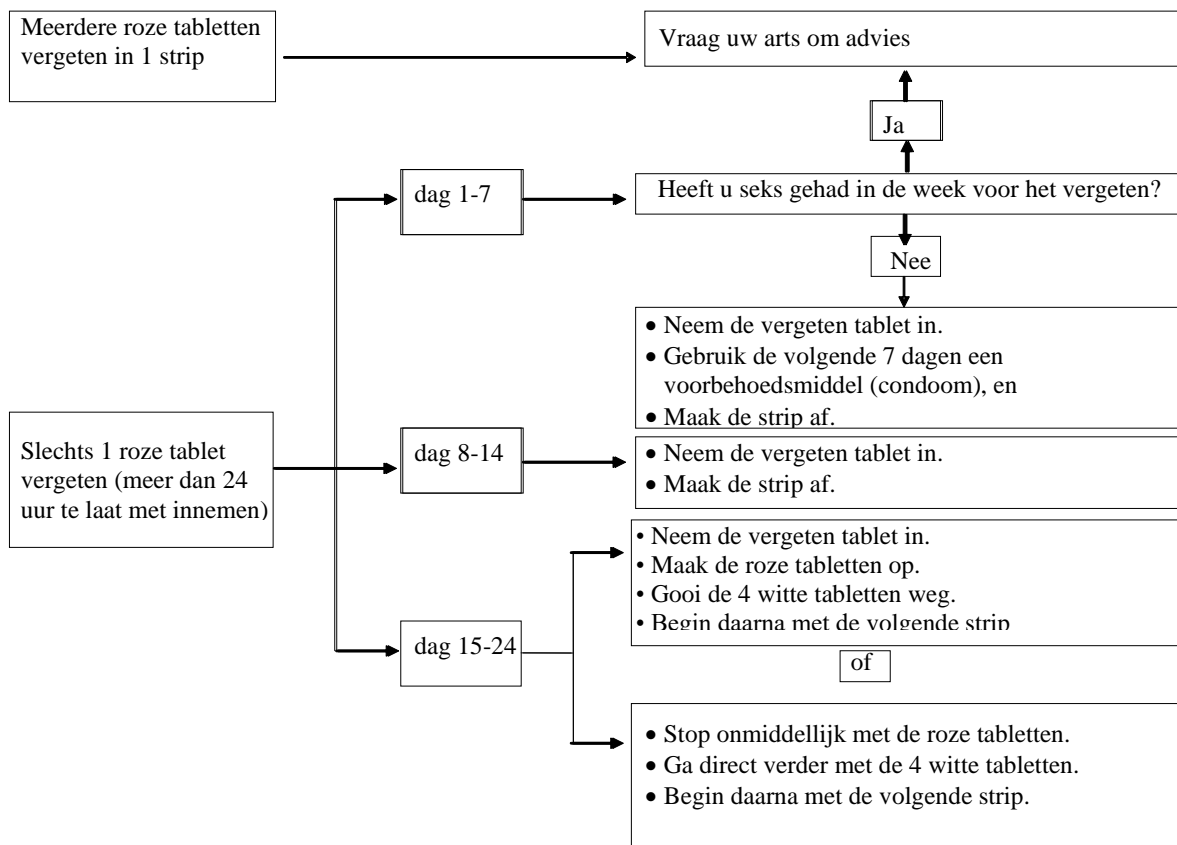 Meerdere roze tabletten
vergeten in 1 strip
Vraag uw arts om advies
Ja
dag 1-7
Heeft u seks gehad in de week voor het vergeten?
Nee
• Neem de vergeten tablet in.
• Gebruik de volgende 7 dagen een
voorbehoedsmiddel (condoom), en
• Maak de strip af.
Slechts 1 roze tablet
vergeten (meer dan 24
uur te laat met innemen)
dag 8-14
• Neem de vergeten tablet in.
• Maak de strip af.
dag 15-24
• Neem de vergeten tablet in.
• Maak de roze tabletten op.
• Gooi de 4 witte tabletten weg.
• Begin daarna met de volgende strip
of
• Stop onmiddellijk met de roze tabletten.
• Ga direct verder met de 4 witte tabletten.
• Begin daarna met de volgende strip.